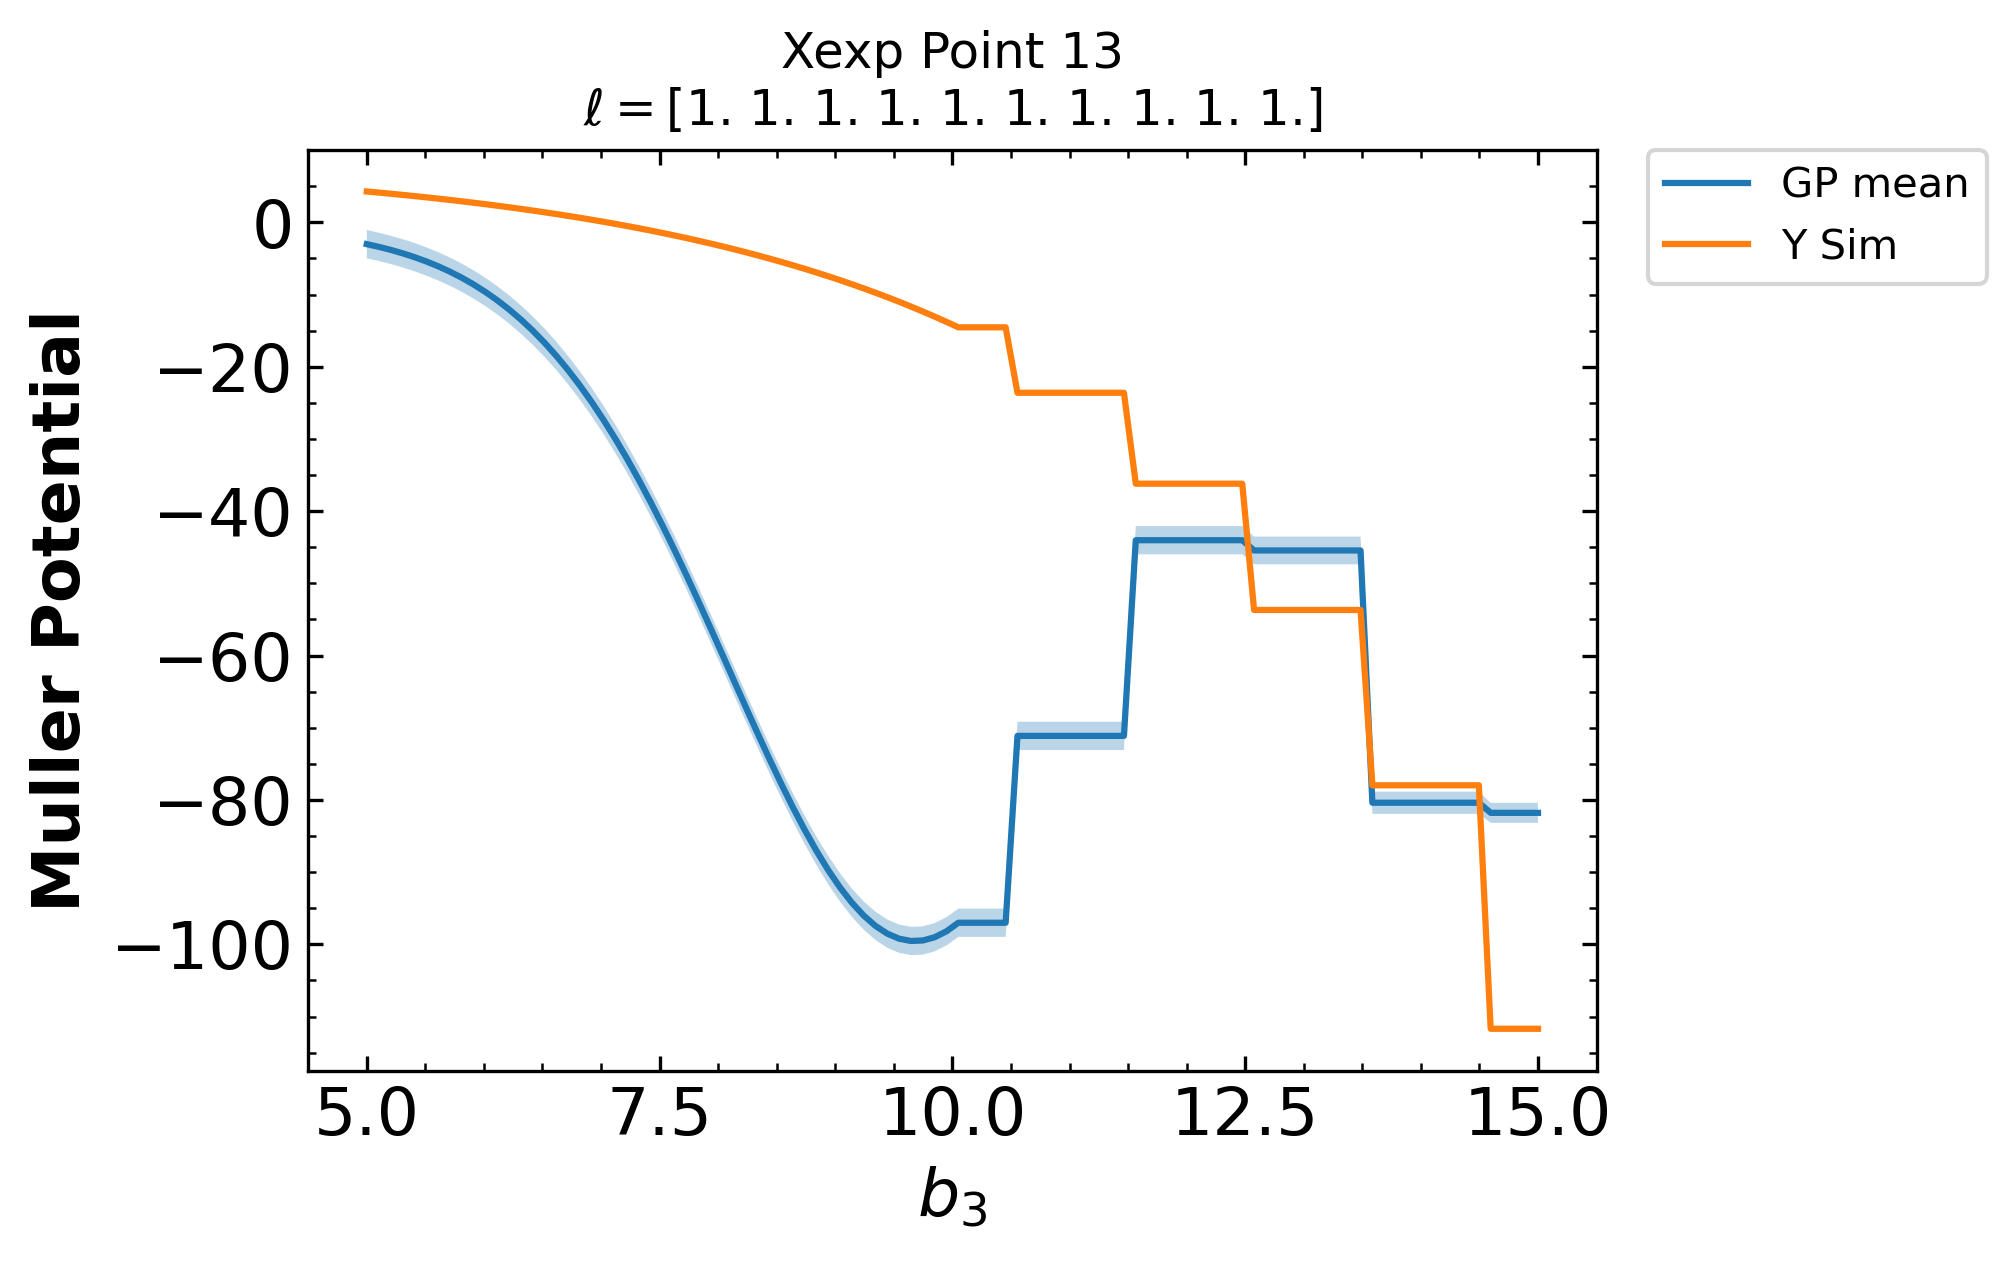 Xexp Point 13
ℓ = [1. 1. 1. 1. 1. 1. 1. 1. 1. 1.]
GP mean
Y Sim
Muller Potential
0
−20
−40
−60
−80
−100
5.0 7.5 10.0 12.5 15.0
b₃